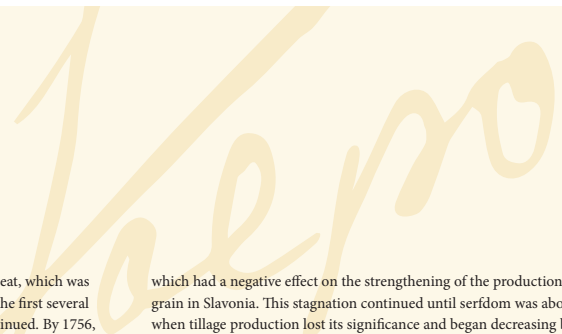 eat, which was
he first several
inued. By 1756,
which had a negative effect on the strengthening of the production
grain in Slavonia. This stagnation continued until serfdom was abo
when tillage production lost its significance and began decreasing